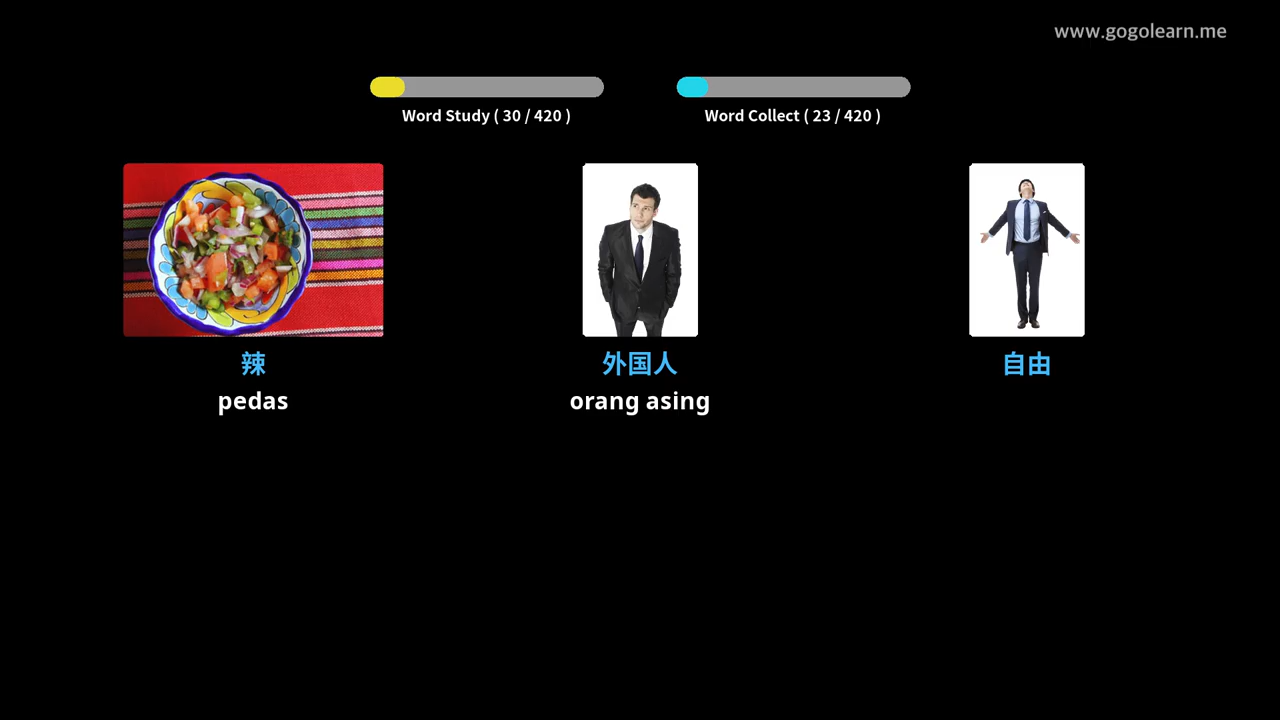 www.gogolearn.me
Word Study ( 30 / 420 )
Word Collect ( 23 / 420 )
辣
外国人
自由
pedas
orang asing